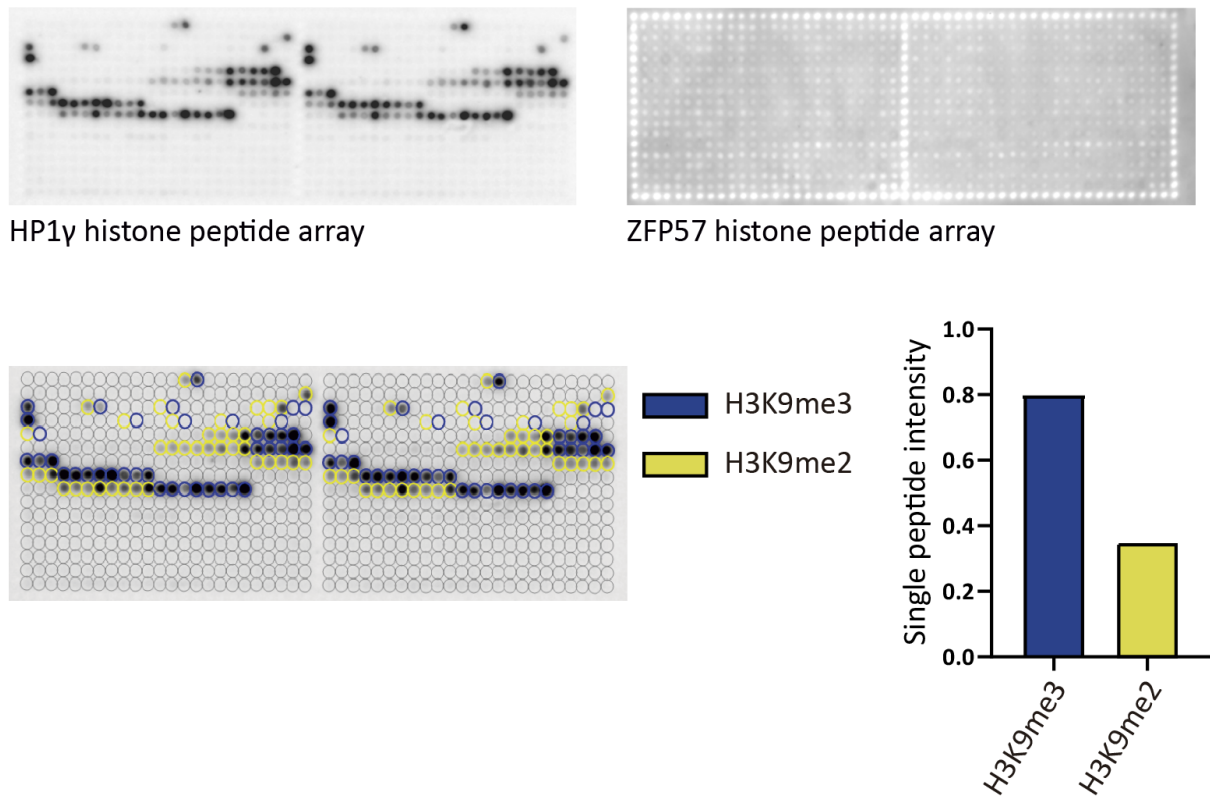 HP1γ histone peptide array
ZFP57 histone peptide array
H3K9me3
H3K9me2
Single peptide intensity
1.0
0.8
0.6
0.4
0.2
0.0
H3K9me3
H3K9me2